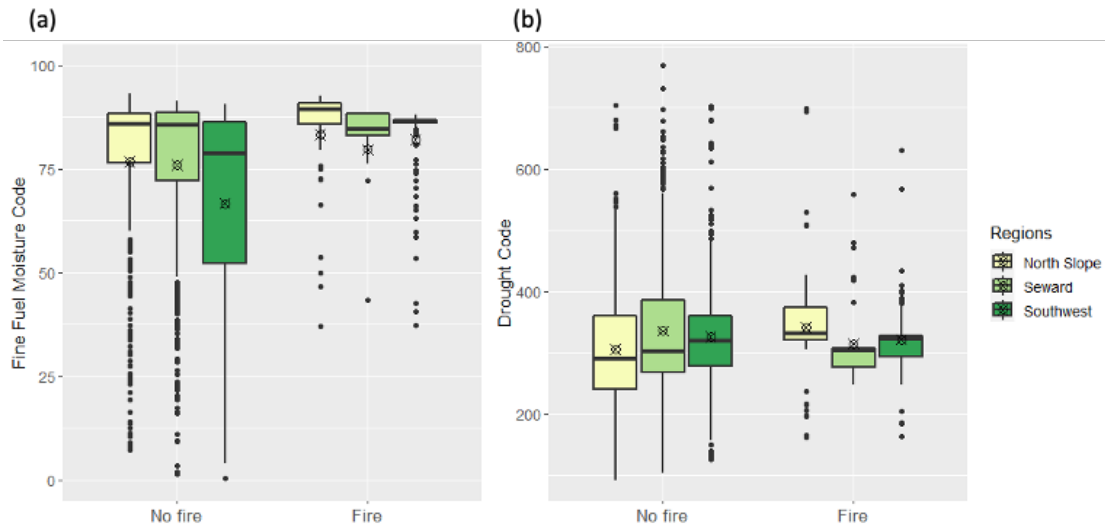 (a)
Fine Fuel Moisture Code
100
75
50
25
0
No fire
Fire
(b)
Drought Code
800
600
400
200
No fire
Fire
Regions
North Slope
Seward
Southwest